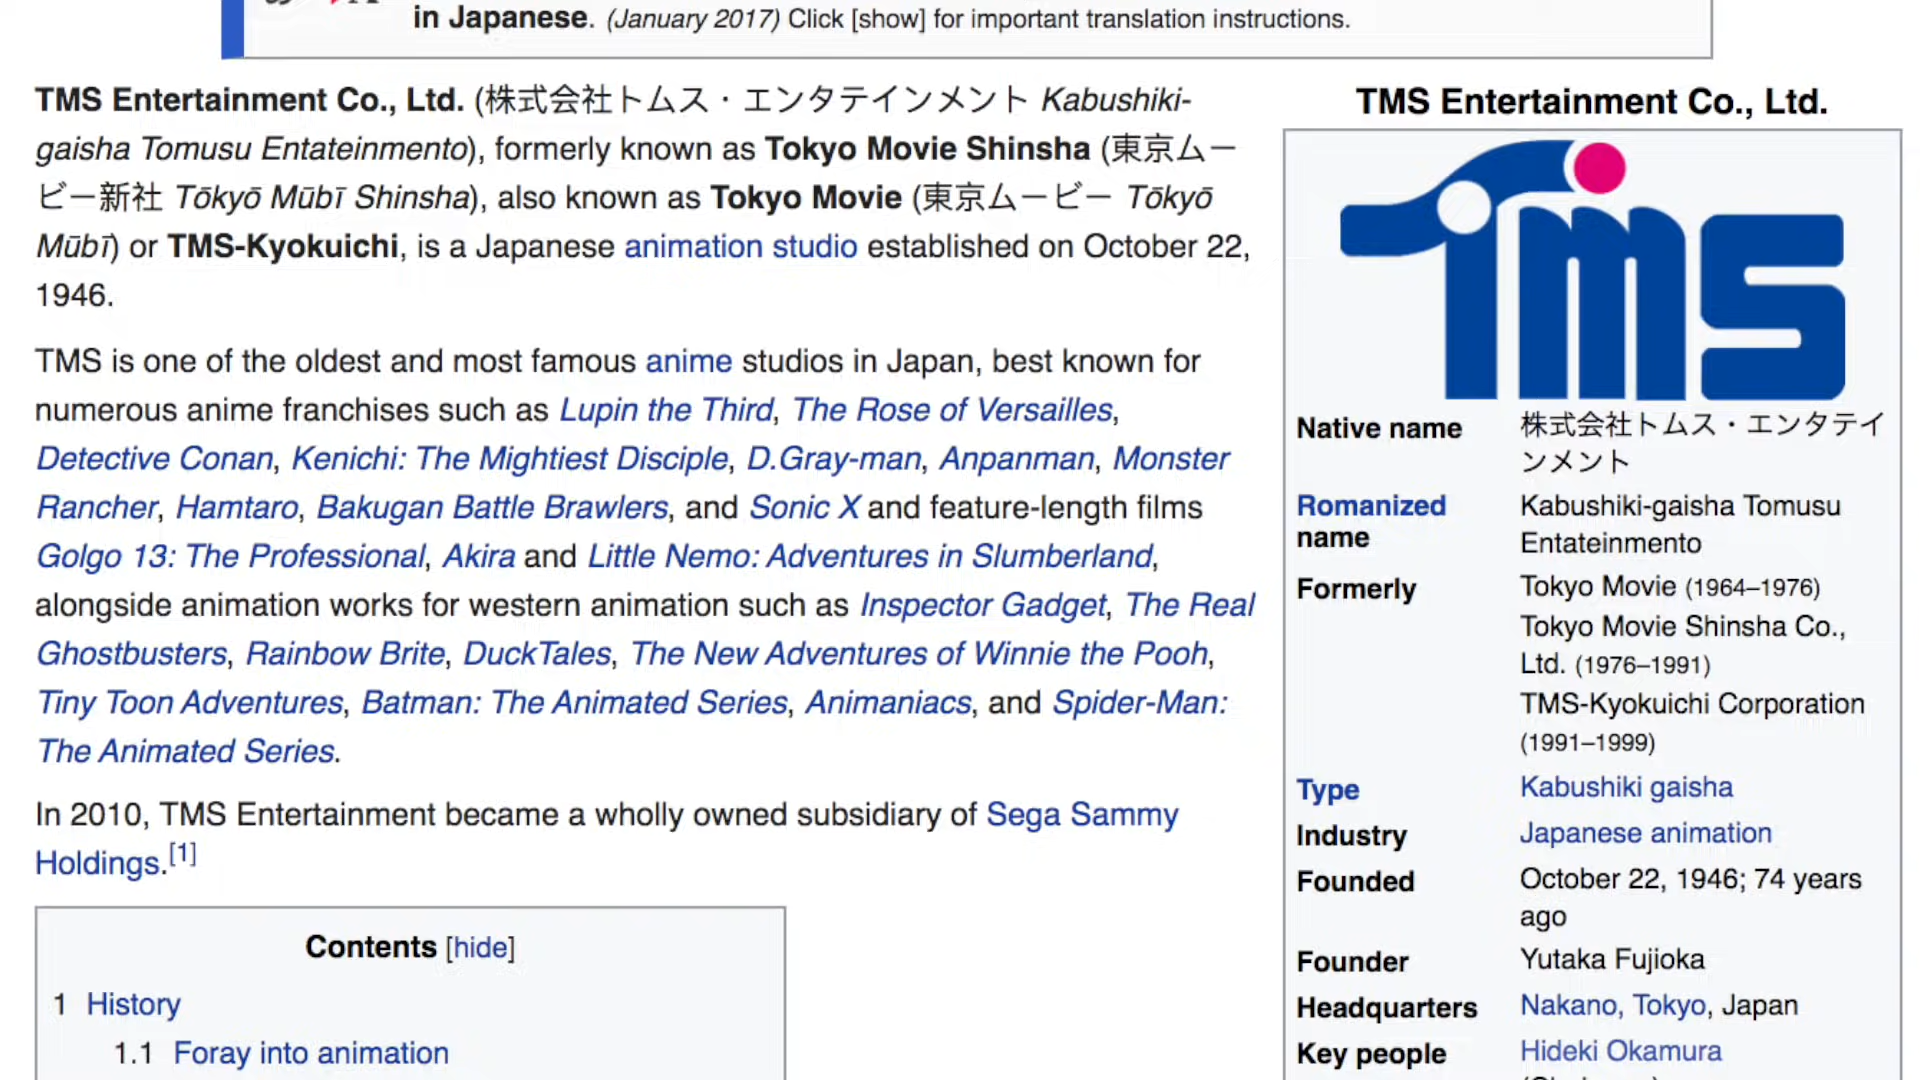 in Japanese. (January 2017) Click [show] for important translation instructions.
TMS Entertainment Co., Ltd. (株式会社トムス・エンタテインメント Kabushiki-
gaisha Tomusu Entateinmento), formerly known as Tokyo Movie Shinsha (東京ムー
ビー新社 Tōkyō Mūbī Shinsha), also known as Tokyo Movie (東京ムービー Tōkyō
Mūbī) or TMS-Kyokuichi, is a Japanese animation studio established on October 22,
1946.
TMS is one of the oldest and most famous anime studios in Japan, best known for
numerous anime franchises such as Lupin the Third, The Rose of Versailles,
Detective Conan, Kenichi: The Mightiest Disciple, D.Gray-man, Anpanman, Monster
Rancher, Hamtaro, Bakugan Battle Brawlers, and Sonic X and feature-length films
Golgo 13: The Professional, Akira and Little Nemo: Adventures in Slumberland,
alongside animation works for western animation such as Inspector Gadget, The Real
Ghostbusters, Rainbow Brite, DuckTales, The New Adventures of Winnie the Pooh,
Tiny Toon Adventures, Batman: The Animated Series, Animaniacs, and Spider-Man:
The Animated Series.
In 2010, TMS Entertainment became a wholly owned subsidiary of Sega Sammy
Holdings.[1]
Contents [hide]
1 History
1.1 Foray into animation
TMS Entertainment Co., Ltd.
TMS
Native name 株式会社トムス・エンタテイ
ンメント
Romanized Kabushiki-gaisha Tomusu
name Entateinmento
Formerly Tokyo Movie (1964–1976)
Tokyo Movie Shinsha Co.,
Ltd. (1976–1991)
TMS-Kyokuichi Corporation
(1991–1999)
Type Kabushiki gaisha
Industry Japanese animation
Founded October 22, 1946; 74 years
ago
Founder Yutaka Fujioka
Headquarters Nakano, Tokyo, Japan
Key people Hideki Okamura